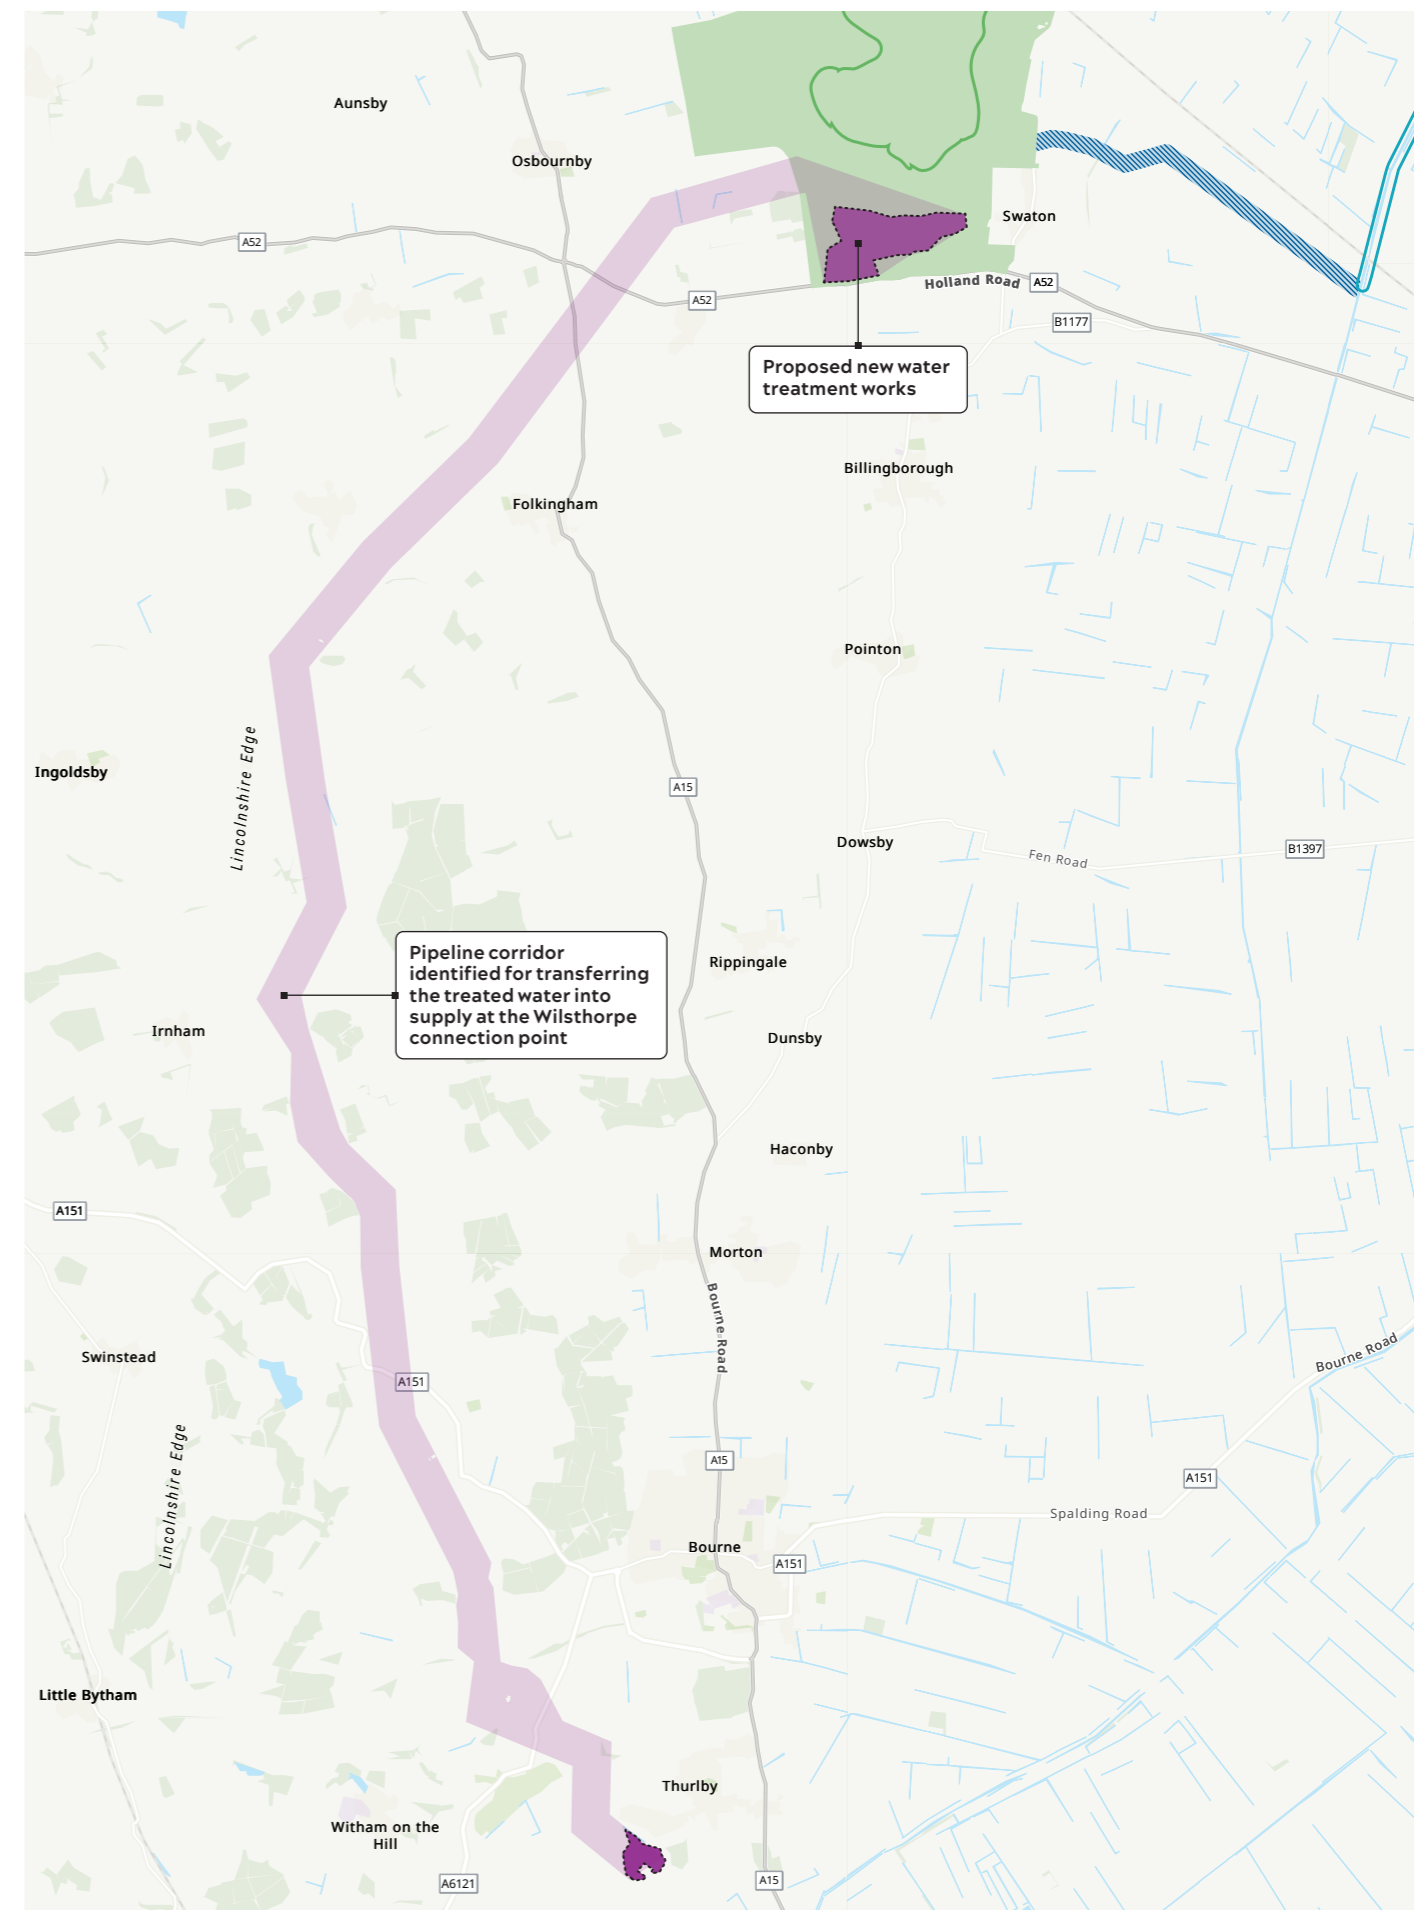 Aunsby
Osbournby
Swaton
A52
A52
Holland Road
A52
B1177
Proposed new water
treatment works
Billingborough
Folkingham
Pointon
Lincolnshire Edge
Ingoldsby
A15
Dowsby
Fen Road
B1397
Pipeline corridor
identified for transferring
the treated water into
supply at the Wilsthorpe
connection point
Rippingale
Irnham
Dunsby
Haconby
A151
Morton
Bourne Road
Swinstead
Bourne Road
A151
Lincolnshire Edge
A15
A151
Spalding Road
Bourne
A151
Little Bytham
Thurlby
Witham on the
Hill
A6121
A15